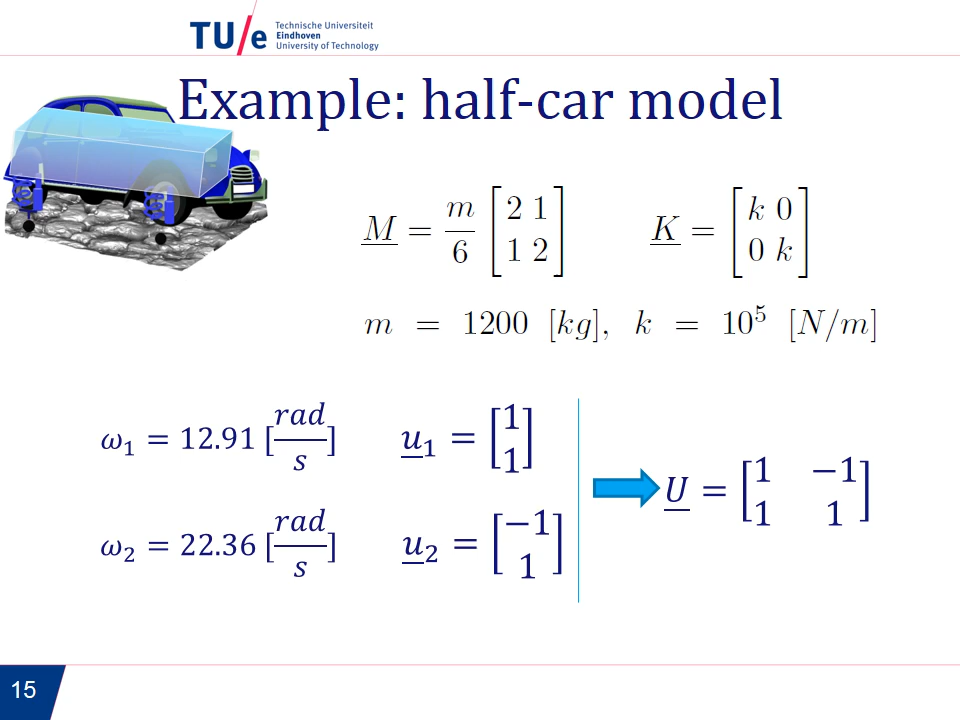 TU/e Technische Universiteit
Eindhoven
University of Technology
Example: half-car model
M = m/6 [2 1; 1 2]    K = [k 0; 0 k]
m = 1200 [kg], k = 10⁵ [N/m]
ω₁ = 12.91 [rad/s]    u₁ = [1; 1]
U = [1 −1; 1 1]
ω₂ = 22.36 [rad/s]    u₂ = [−1; 1]
15